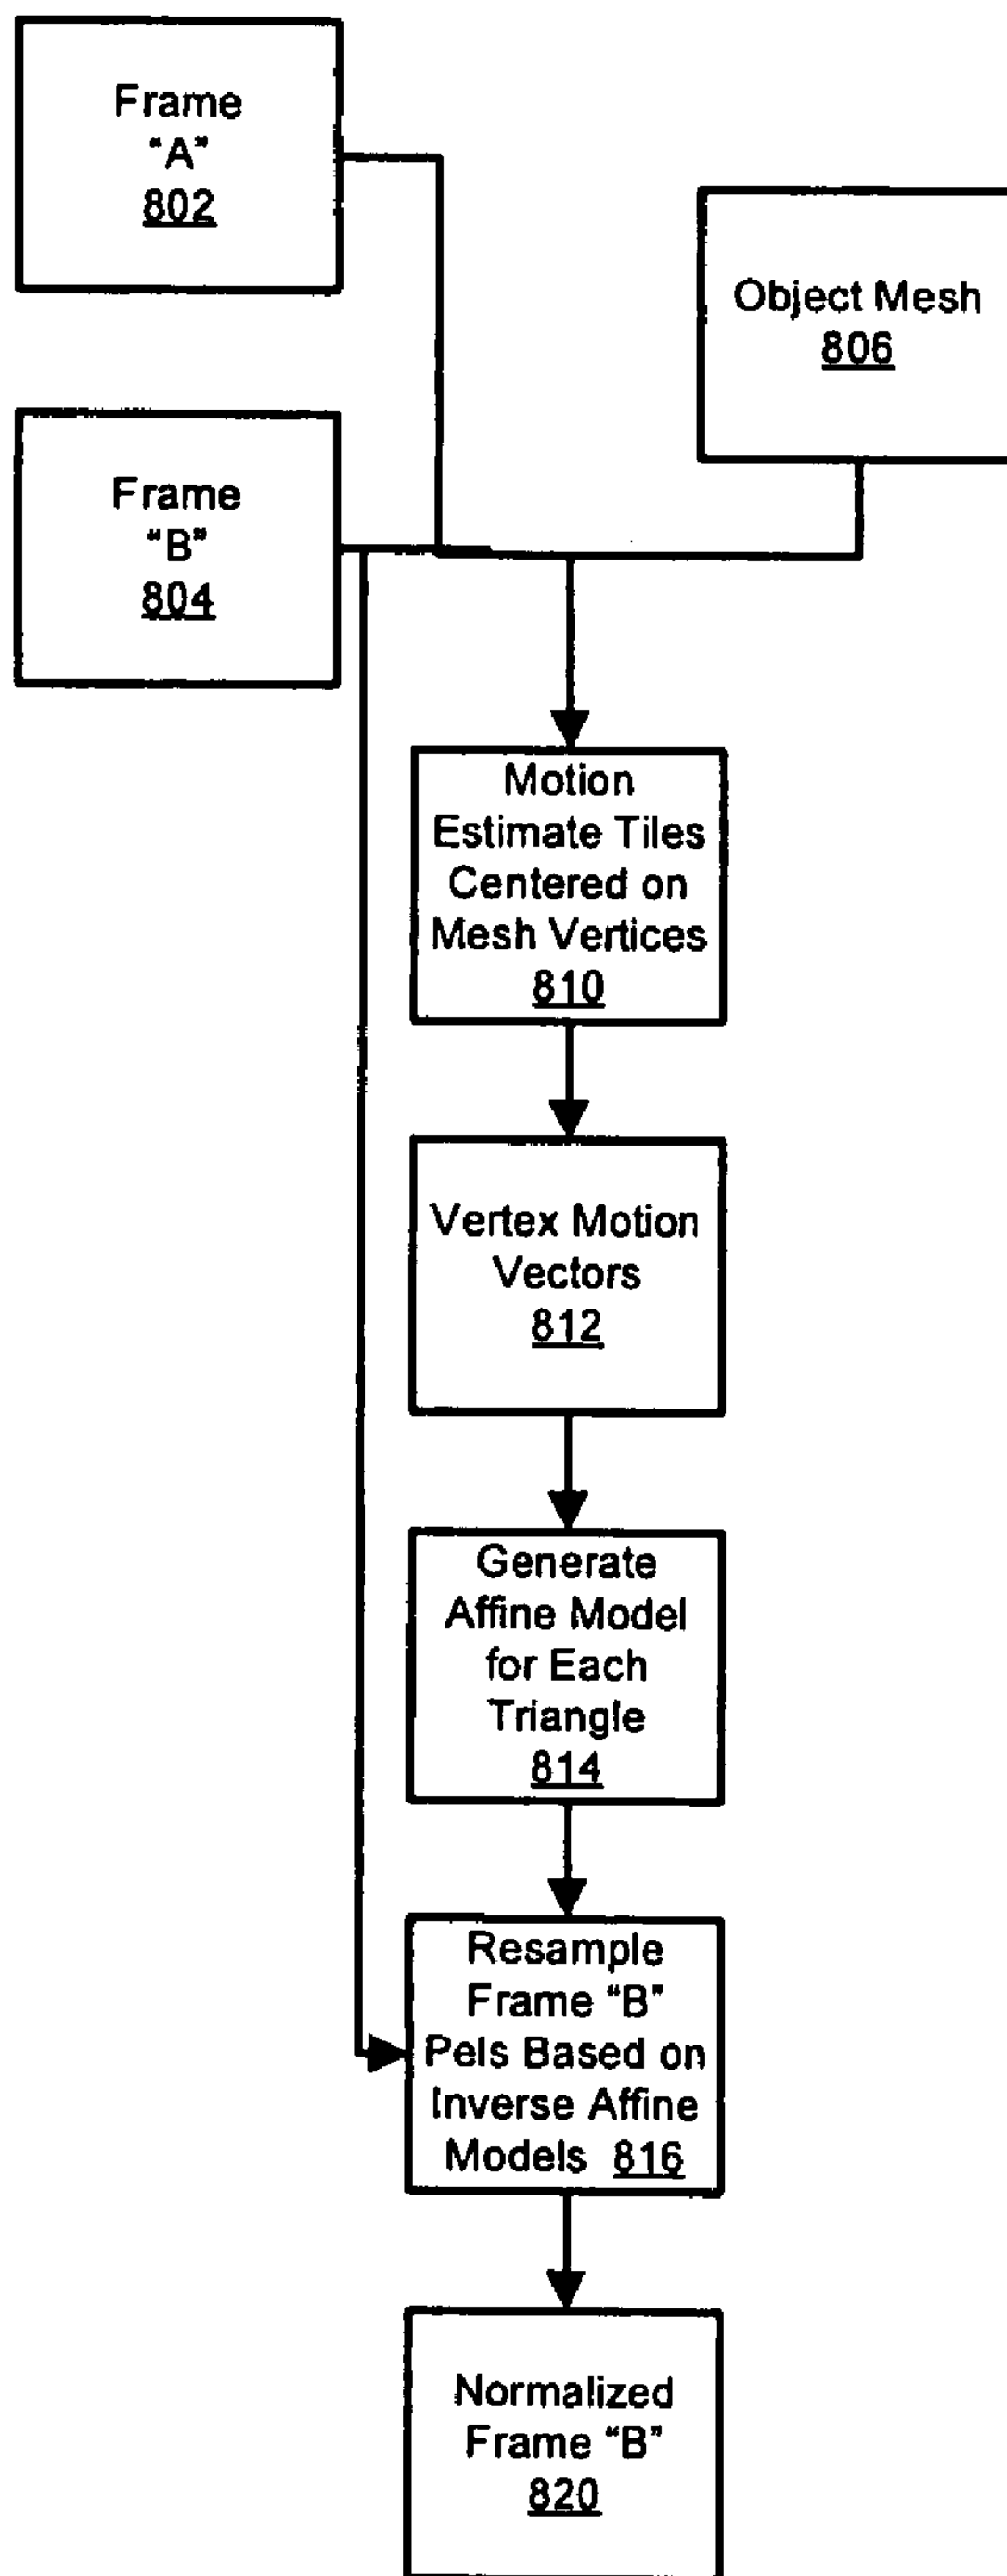 Frame
"A"
802
Object Mesh
806
Frame
"B"
804
Motion
Estimate Tiles
Centered on
Mesh Vertices
810
Vertex Motion
Vectors
812
Generate
Affine Model
for Each
Triangle
814
Resample
Frame "B"
Pels Based on
Inverse Affine
Models 816
Normalized
Frame "B"
820